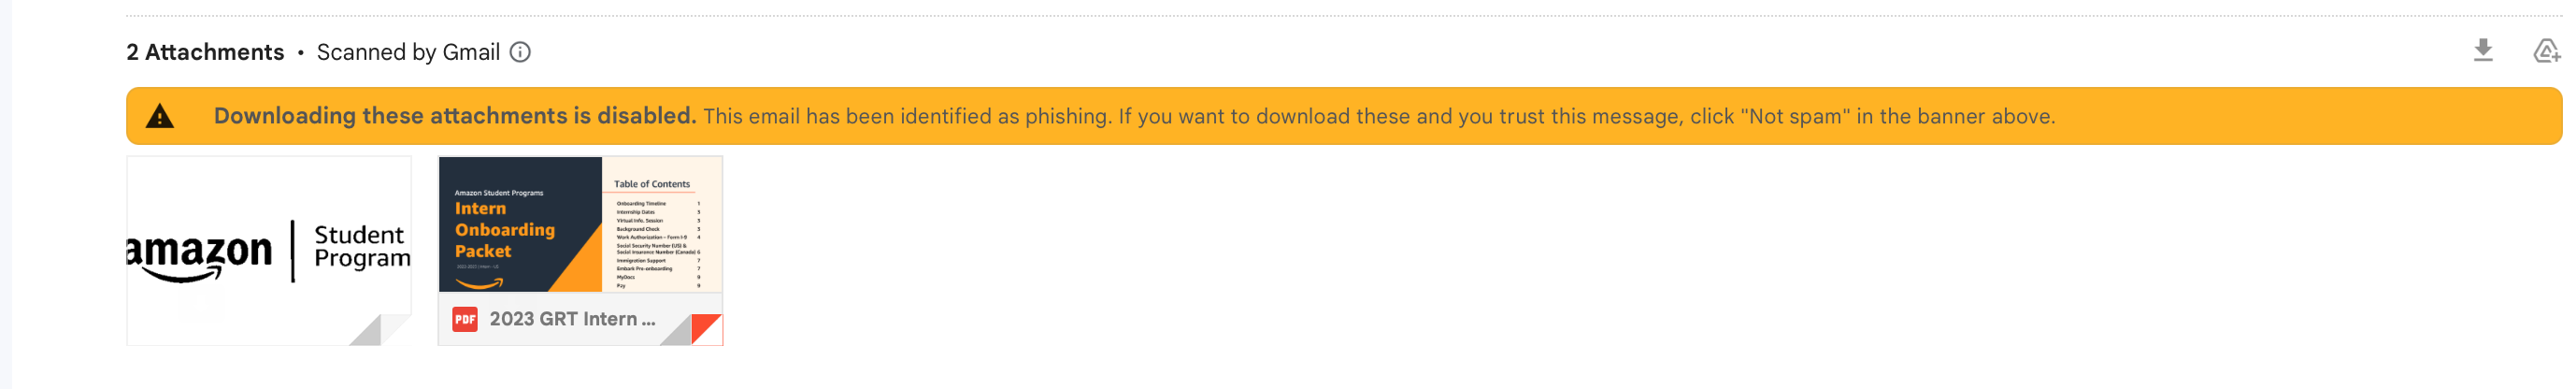 2 Attachments • Scanned by Gmail
Downloading these attachments is disabled. This email has been identified as phishing. If you want to download these and you trust this message, click "Not spam" in the banner above.
amazon | Student Program
Amazon Student Programs
Intern
Onboarding
Packet
Table of Contents
Onboarding Timeline 1
Internship Dates 3
Virtual Info. Session 3
Background Check 3
Work Authorization - Form I-9 4
Social Security Number (US) &
Social Insurance Number (Canada) 6
Immigration Support 7
Embark Pre-onboarding 7
MyDocs 9
Pay 9
PDF 2023 GRT Intern ...